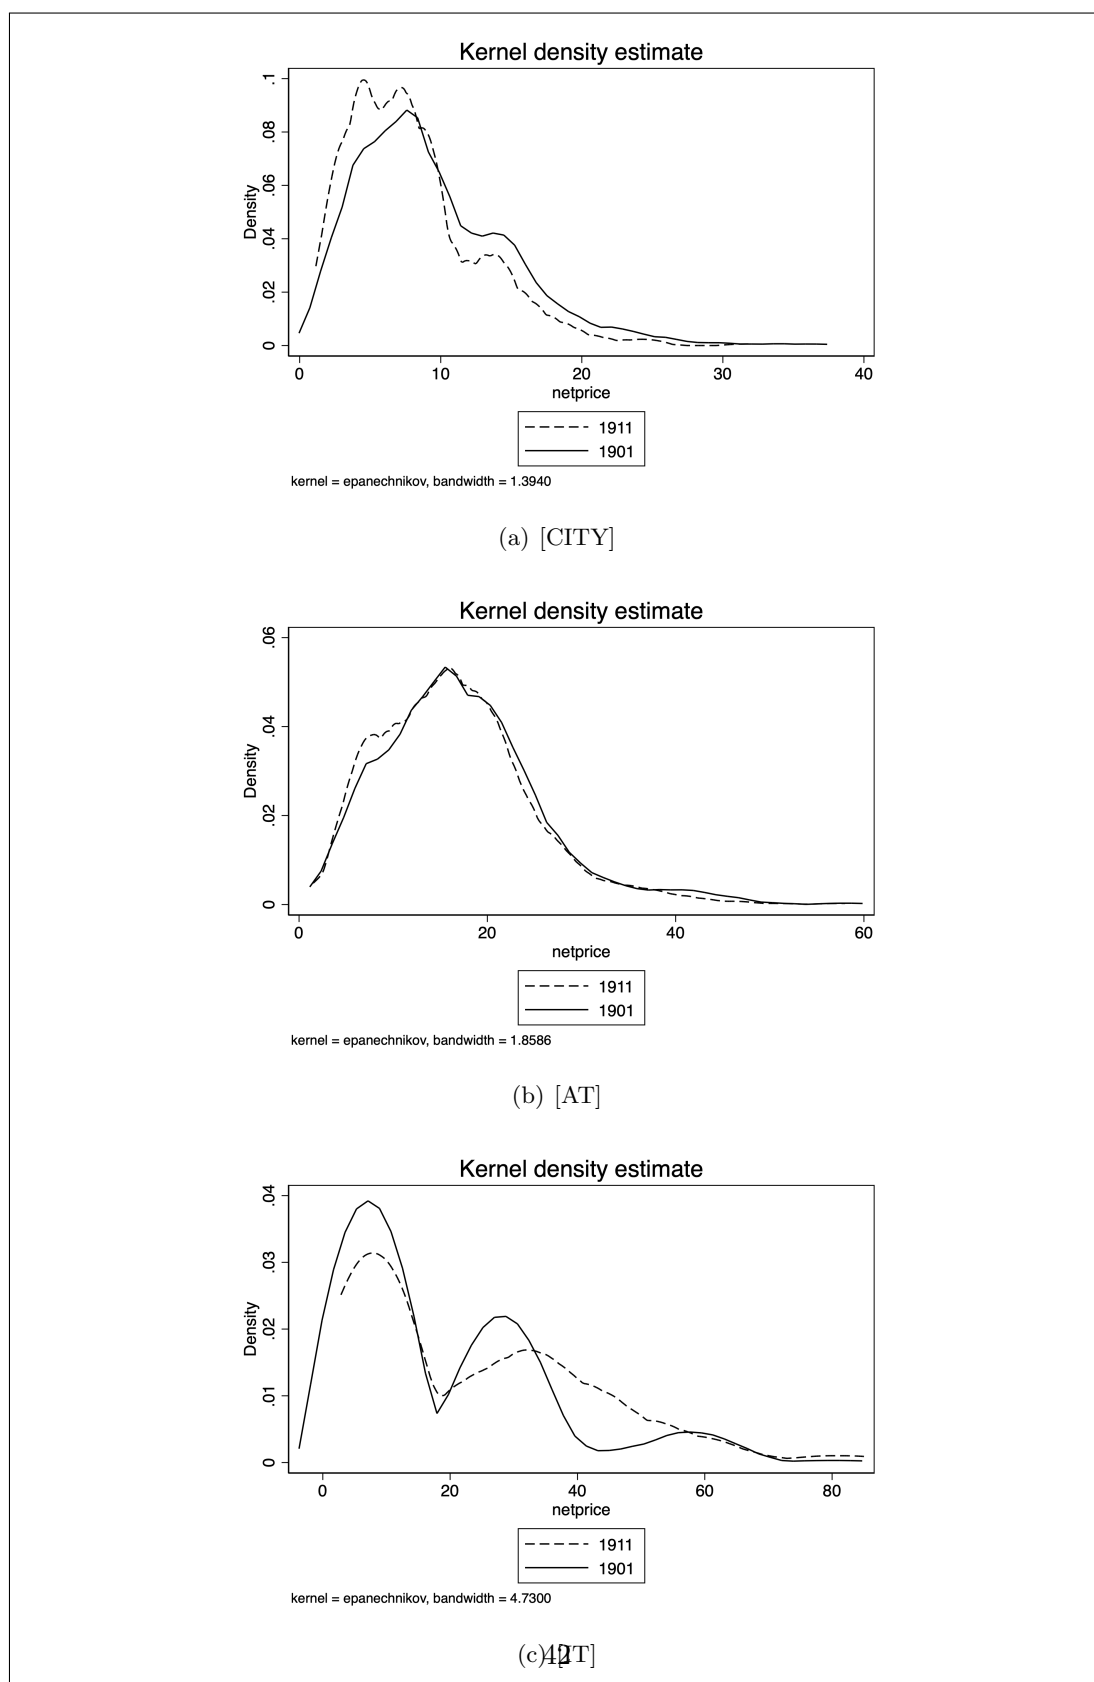 Kernel density estimate
Density
.1
.08
.06
.04
.02
0
0 10 20 30 40
netprice
1911
1901
kernel = epanechnikov, bandwidth = 1.3940
(a) [CITY]
Kernel density estimate
Density
.06
.04
.02
0
0 20 40 60
netprice
1911
1901
kernel = epanechnikov, bandwidth = 1.8586
(b) [AT]
Kernel density estimate
Density
.04
.03
.02
.01
0
0 20 40 60 80
netprice
1911
1901
kernel = epanechnikov, bandwidth = 4.7300
(c) [IT]
42